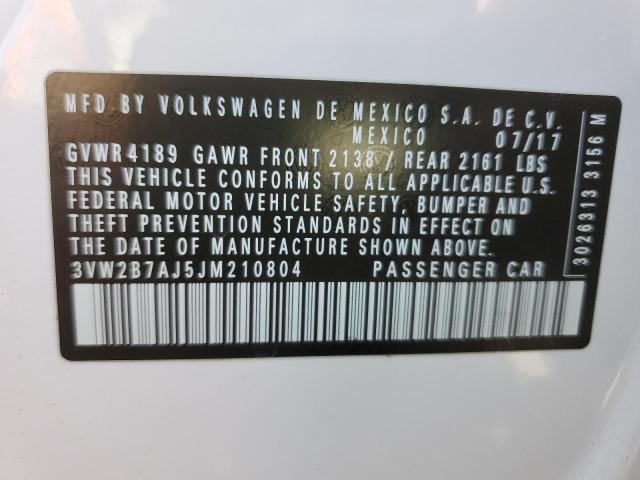 MFD BY VOLKSWAGEN DE MEXICO S.A. DE C.V.
MEXICO 07/17
GVWR 4189 GAWR FRONT 2138 / REAR 2161 LBS
THIS VEHICLE CONFORMS TO ALL APPLICABLE U.S.
FEDERAL MOTOR VEHICLE SAFETY, BUMPER AND
THEFT PREVENTION STANDARDS IN EFFECT ON
THE DATE OF MANUFACTURE SHOWN ABOVE.
3VW2B7AJ5JM210804 PASSENGER CAR
3026313 3156 M